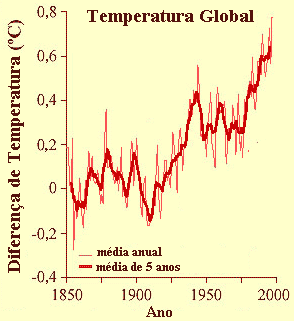 Temperatura Global
Diferença de Temperatura (ºC)
0,8
0,6
0,4
0,2
0
-0,2
-0,4
média anual
média de 5 anos
1850
1900
1950
2000
Ano